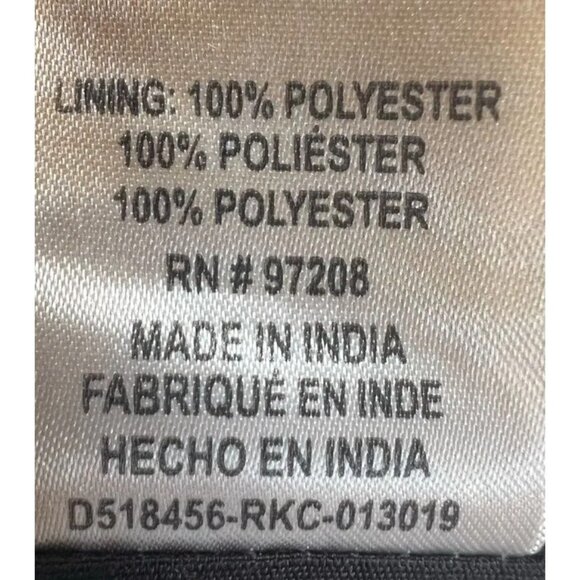 LINING: 100% POLYESTER
100% POLIÉSTER
100% POLYESTER
RN # 97208
MADE IN INDIA
FABRIQUÉ EN INDE
HECHO EN INDIA
D518456-RKC-013019